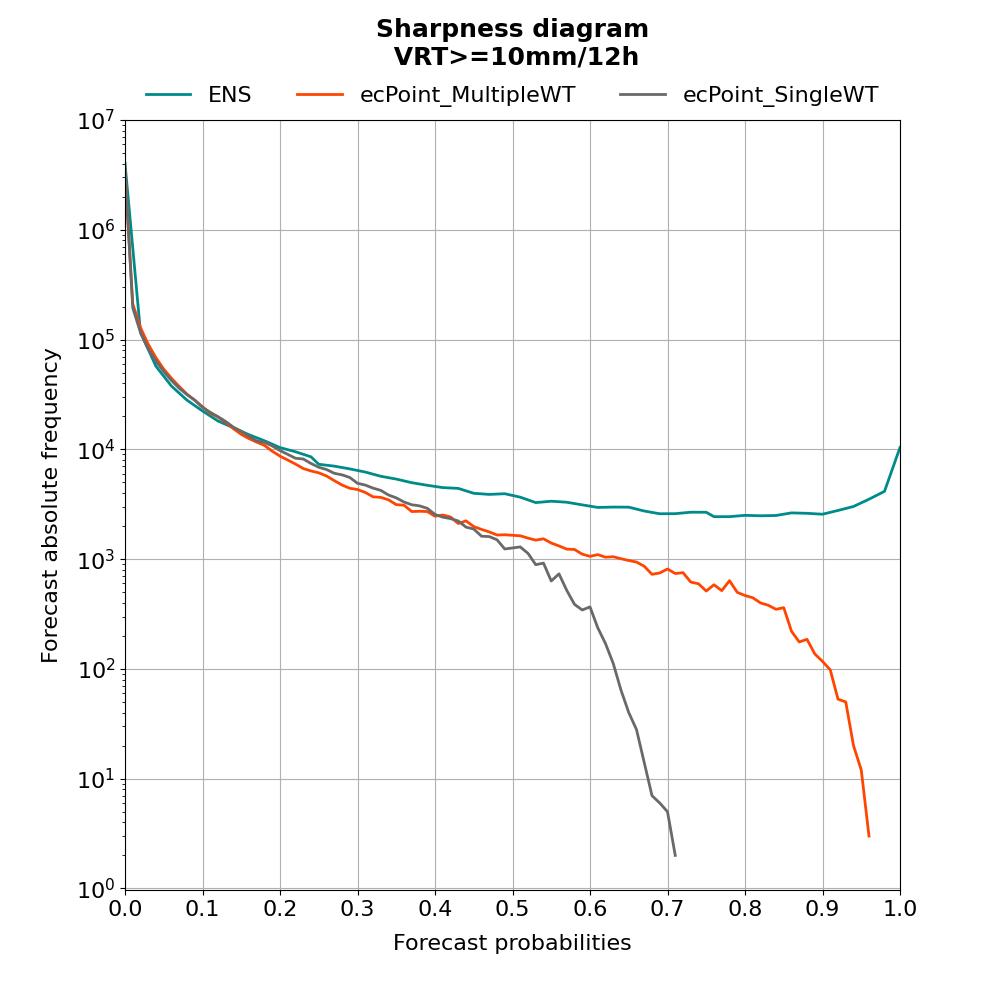 Sharpness diagram
VRT>=10mm/12h
ENS ecPoint_MultipleWT ecPoint_SingleWT
10^7
10^6
10^5
10^4
10^3
10^2
10^1
10^0
Forecast absolute frequency
0.0 0.1 0.2 0.3 0.4 0.5 0.6 0.7 0.8 0.9 1.0
Forecast probabilities